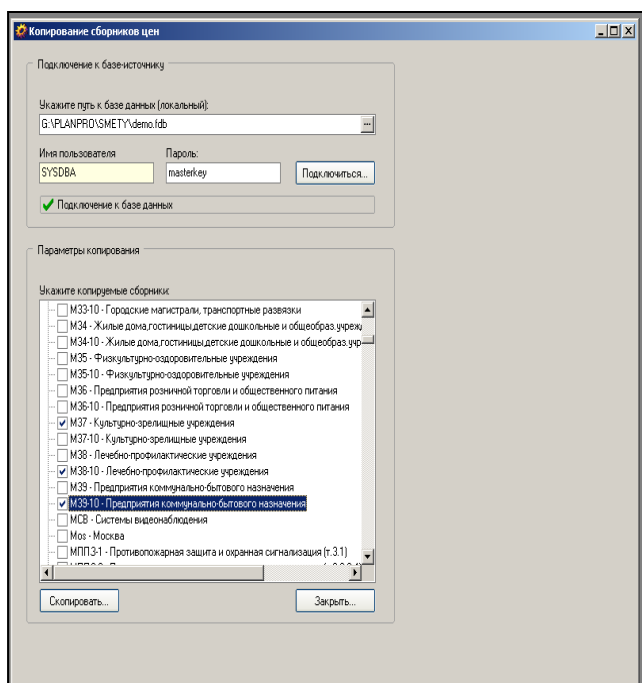 Копирование сборников цен
Подключение к базе-источнику
Укажите путь к базе данных (локальный):
G:\PLANPRO\SMETY\demo.fdb
...
Имя пользователя Пароль:
SYSDBA masterkey Подключиться...
Подключение к базе данных
Параметры копирования
Укажите копируемые сборники:
М33-10 - Городские магистрали, транспортные развязки
М34 - Жилые дома,гостиницы,детские дошкольные и общеобраз.учреж
М34-10 - Жилые дома,гостиницы,детские дошкольные и общеобраз.учр
М35 - Физкультурно-оздоровительные учреждения
М35-10 - Физкультурно-оздоровительные учреждения
М36 - Предприятия розничной торговли и общественного питания
М36-10 - Предприятия розничной торговли и общественного питания
М37 - Культурно-зрелищные учреждения
М37-10 - Культурно-зрелищные учреждения
М38 - Лечебно-профилактические учреждения
М38-10 - Лечебно-профилактические учреждения
М39 - Предприятия коммунально-бытового назначения
М39-10 - Предприятия коммунально-бытового назначения
МСВ - Системы видеонаблюдения
Mos - Москва
МППЗ-1 - Противопожарная защита и охранная сигнализация (т.3.1)
Скопировать... Закрыть...